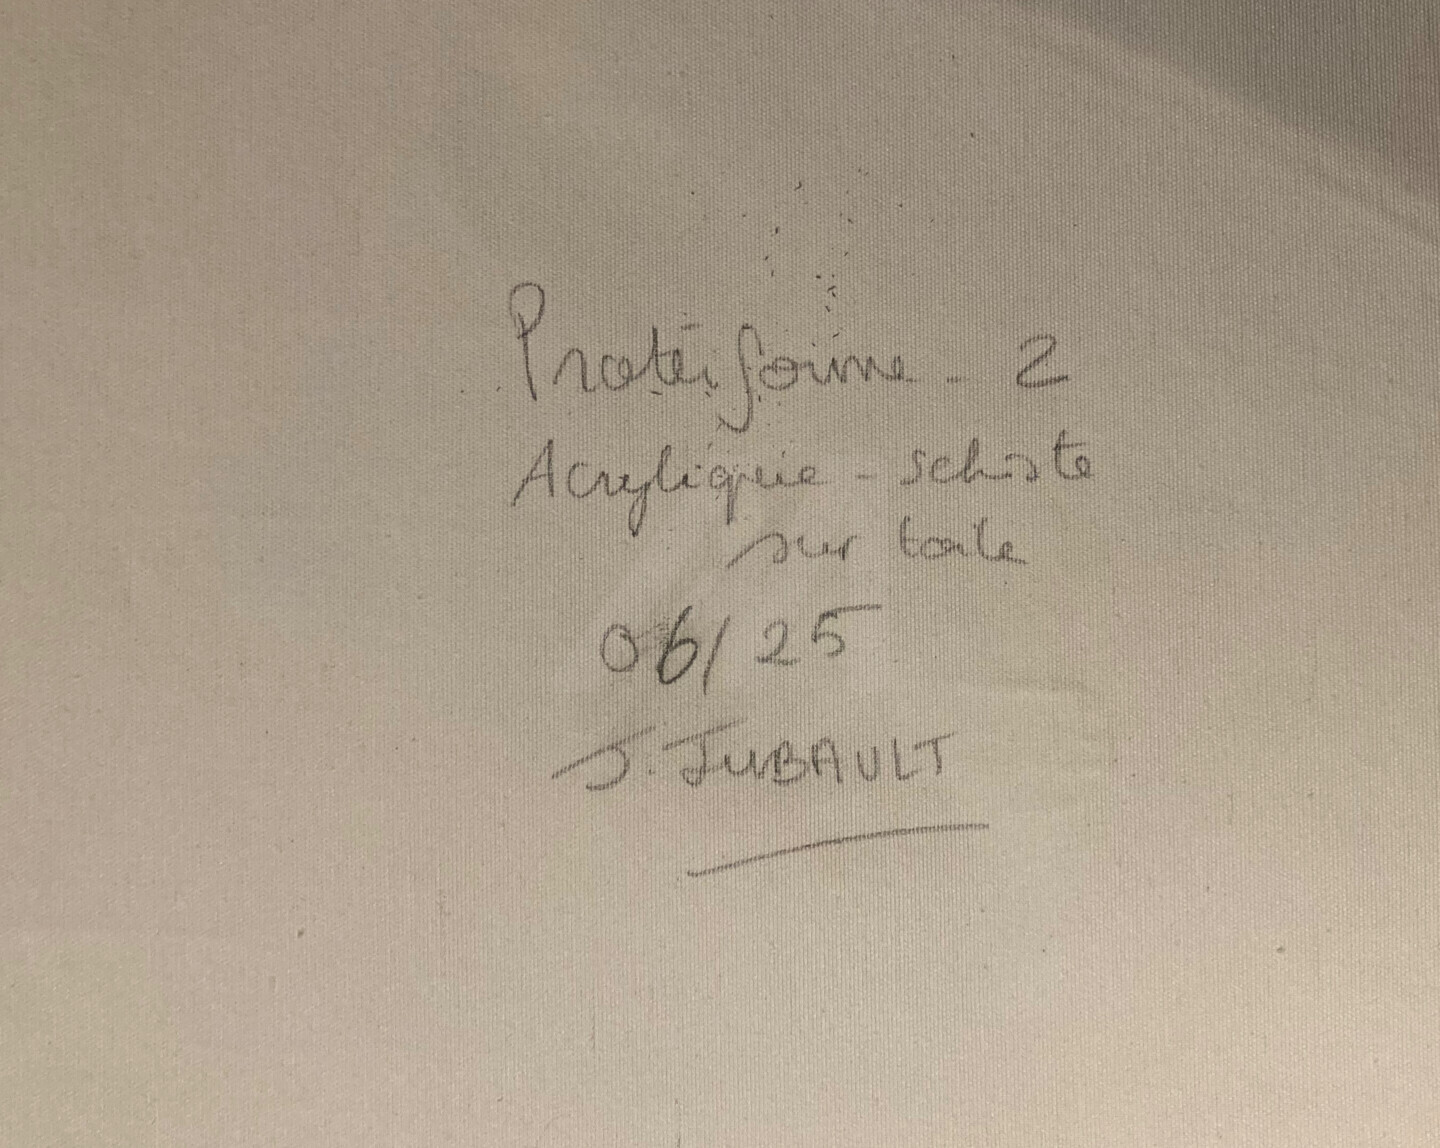 Protéiforme - 2
Acrylique - schiste
sur toile
06/25
J. JUBAULT